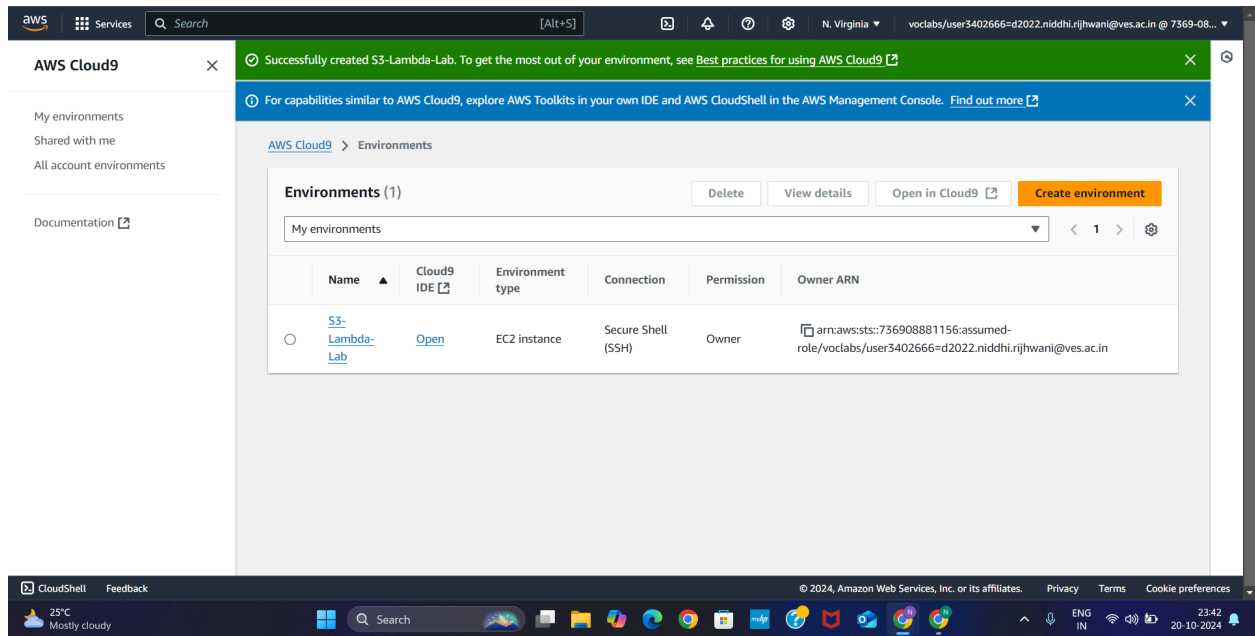 aws
Services
Search
[Alt+S]
N. Virginia
voclabs/user3402666=d2022.niddhi.rijhwani@ves.ac.in @ 7369-08...
AWS Cloud9
My environments
Shared with me
All account environments
Documentation
Successfully created S3-Lambda-Lab. To get the most out of your environment, see Best practices for using AWS Cloud9
For capabilities similar to AWS Cloud9, explore AWS Toolkits in your own IDE and AWS CloudShell in the AWS Management Console. Find out more
AWS Cloud9 > Environments
Environments (1)
Delete
View details
Open in Cloud9
Create environment
My environments
1
Name
Cloud9
IDE
Environment
type
Connection
Permission
Owner ARN
S3-
Lambda-
Lab
Open
EC2 instance
Secure Shell
(SSH)
Owner
arn:aws:sts::736908881156:assumed-
role/voclabs/user3402666=d2022.niddhi.rijhwani@ves.ac.in
CloudShell
Feedback
© 2024, Amazon Web Services, Inc. or its affiliates.
Privacy
Terms
Cookie preferences
25°C
Mostly cloudy
Search
ENG
IN
23:42
20-10-2024